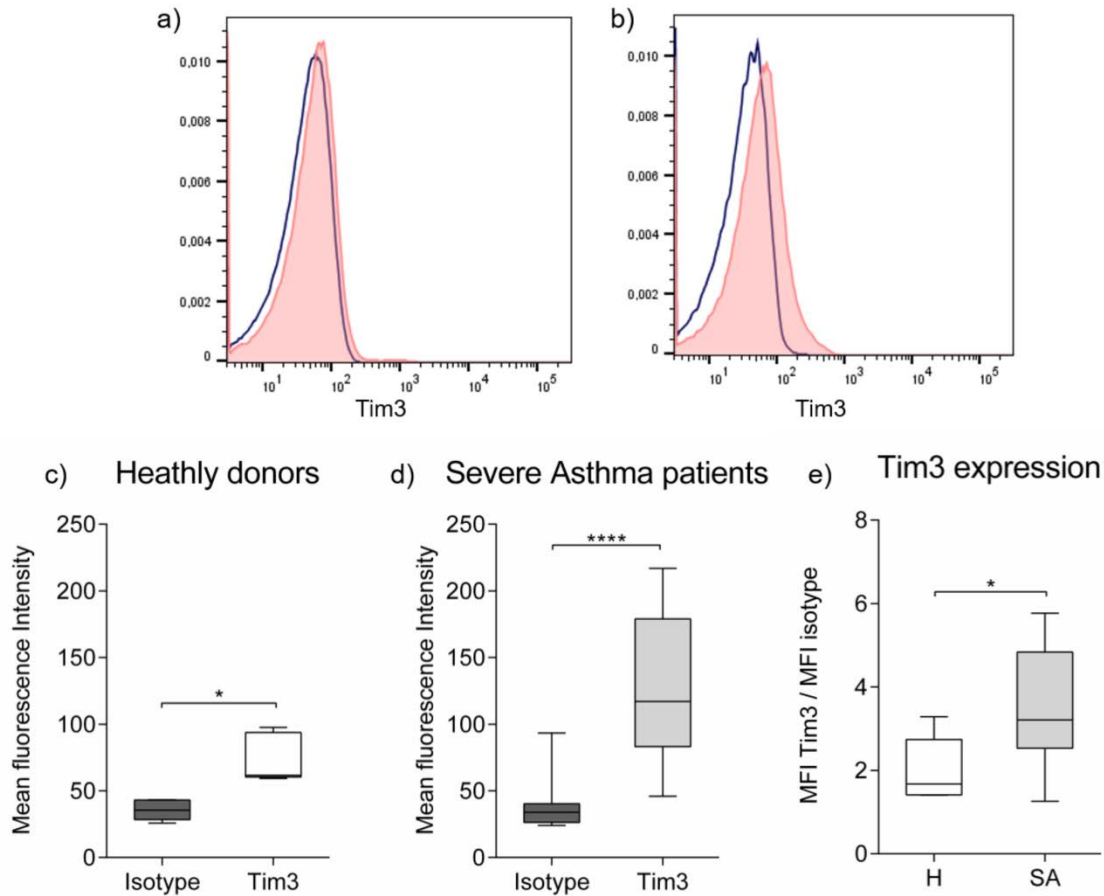 a)
b)
0,010
0,008
0,006
0,004
0,002
0
10¹ 10² 10³ 10⁴ 10⁵
Tim3
0,010
0,008
0,006
0,004
0,002
0
10¹ 10² 10³ 10⁴ 10⁵
Tim3
c) Heathly donors
Mean fluorescence Intensity
250
200
150
100
50
0
*
Isotype Tim3
d) Severe Asthma patients
Mean fluorescence Intensity
250
200
150
100
50
0
****
Isotype Tim3
e) Tim3 expression
MFI Tim3 / MFI isotype
8
6
4
2
0
*
H SA